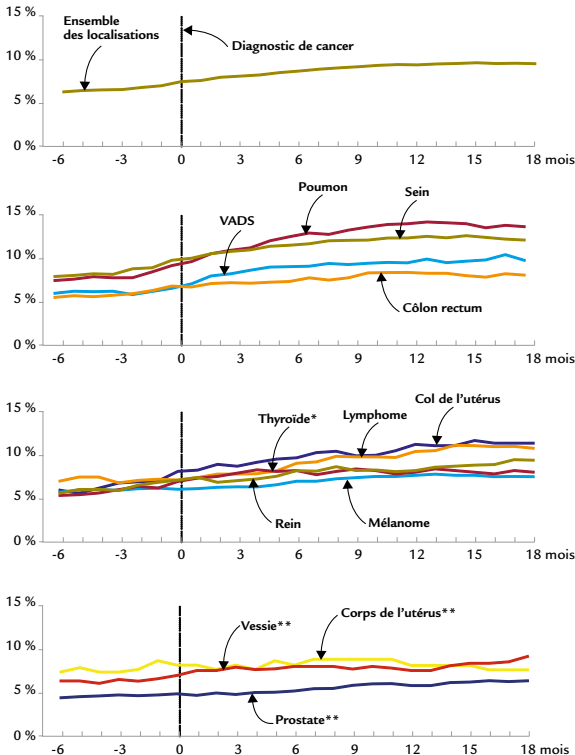 15 %
Ensemble
des localisations
Diagnostic de cancer
10 %
5 %
0 %
-6 -3 0 3 6 9 12 15 18 mois
Poumon
Sein
15 %
VADS
10 %
5 %
Côlon rectum
0 %
-6 -3 0 3 6 9 12 15 18 mois
Col de l'utérus
15 %
Thyroïde* Lymphome
10 %
5 %
Rein Mélanome
0 %
-6 -3 0 3 6 9 12 15 18 mois
15 %
Vessie** Corps de l'utérus**
10 %
5 %
Prostate**
0 %
-6 -3 0 3 6 9 12 15 18 mois